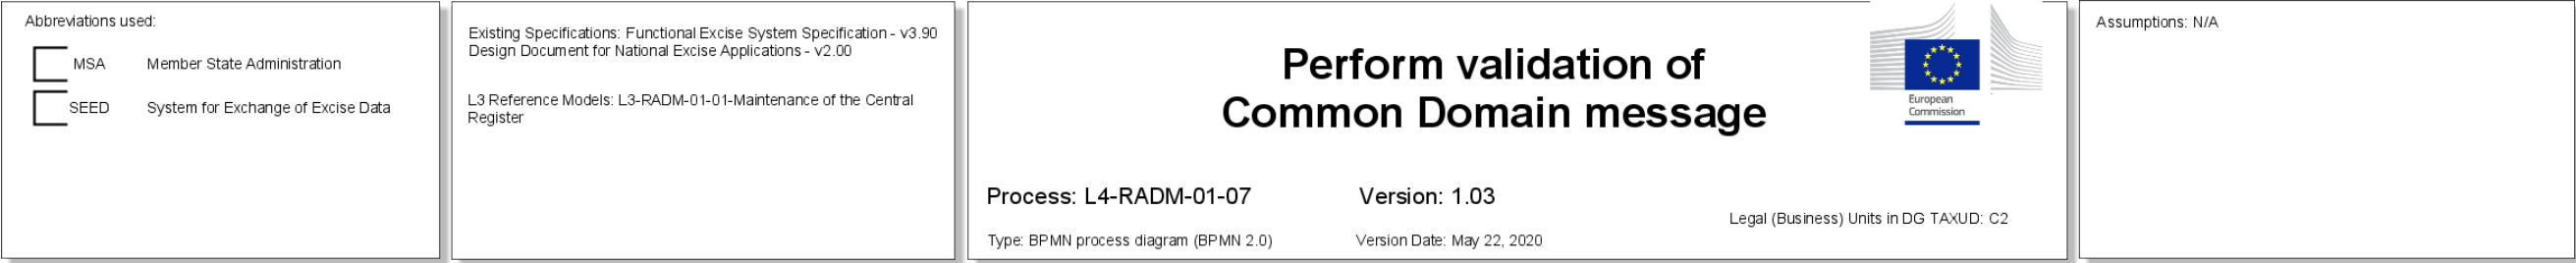 Abbreviations used:
MSA Member State Administration
SEED System for Exchange of Excise Data
Existing Specifications: Functional Excise System Specification - v3.90
Design Document for National Excise Applications - v2.00
L3 Reference Models: L3-RADM-01-01-Maintenance of the Central
Register
Perform validation of
Common Domain message
European
Commission
Process: L4-RADM-01-07 Version: 1.03
Legal (Business) Units in DG TAXUD: C2
Type: BPMN process diagram (BPMN 2.0) Version Date: May 22, 2020
Assumptions: N/A